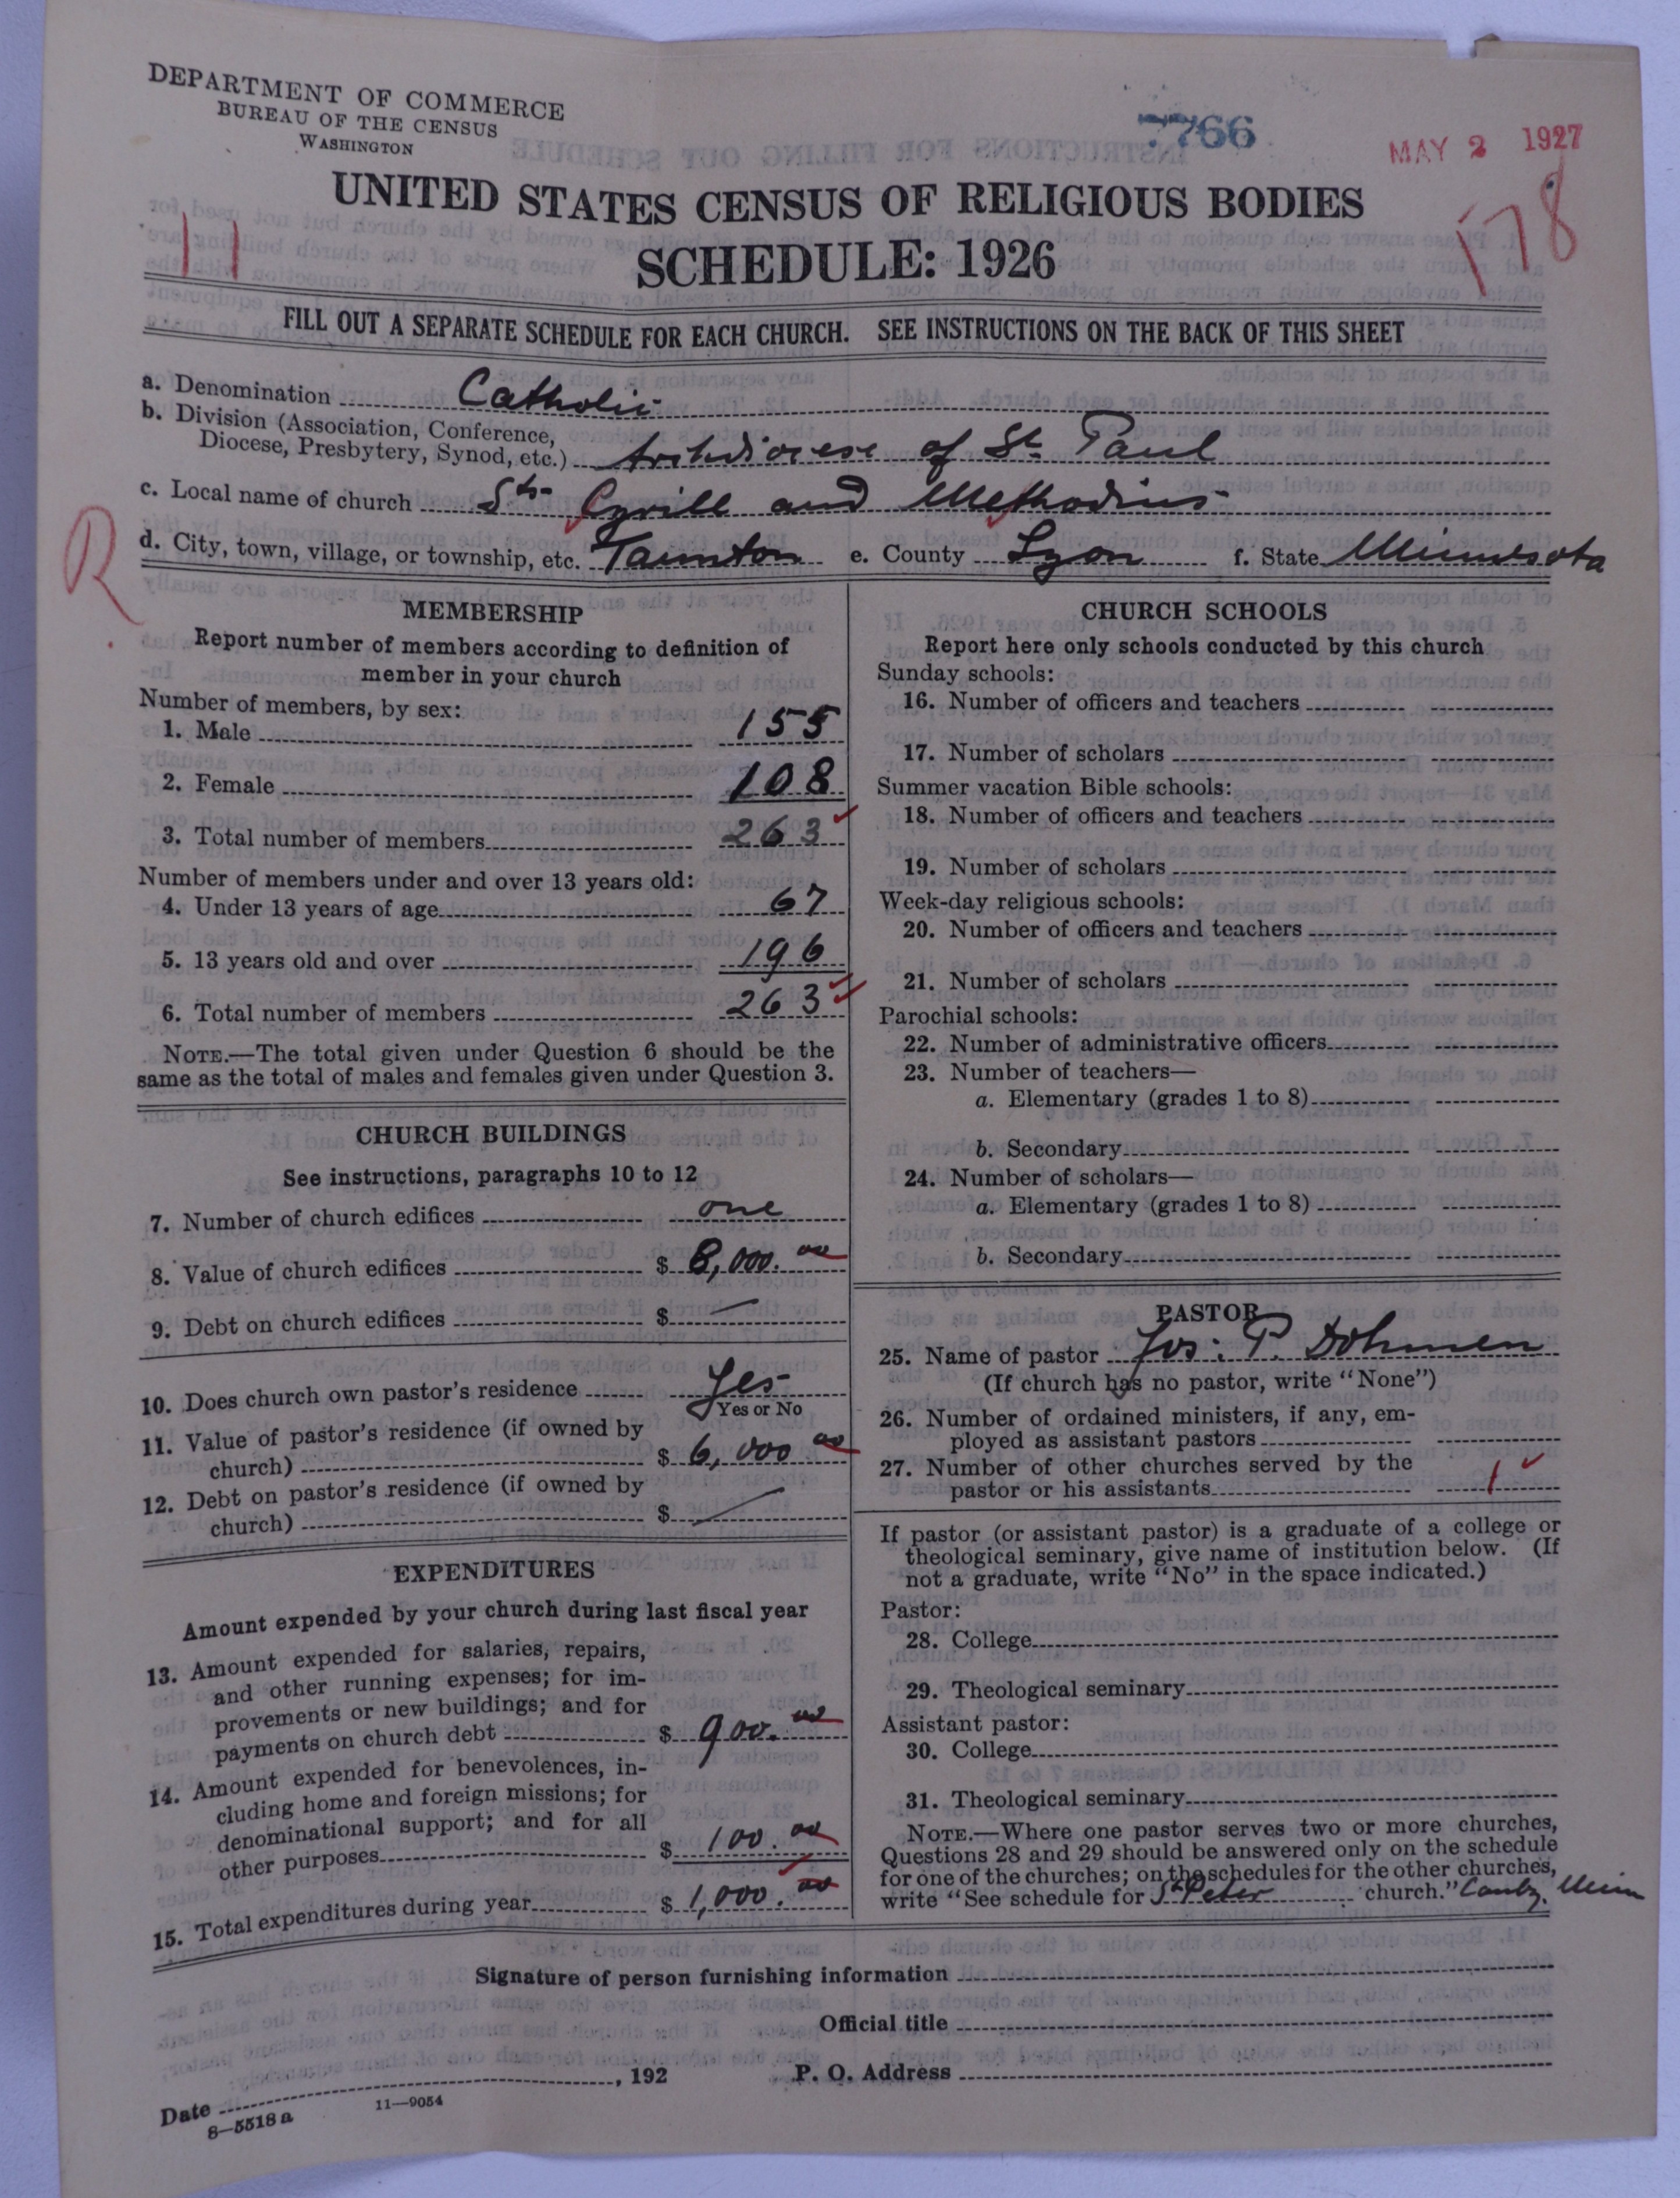 DEPARTMENT OF COMMERCE
BUREAU OF THE CENSUS
WASHINGTON
7766
MAY 2 1927
UNITED STATES CENSUS OF RELIGIOUS BODIES
SCHEDULE: 1926
11
178
FILL OUT A SEPARATE SCHEDULE FOR EACH CHURCH. SEE INSTRUCTIONS ON THE BACK OF THIS SHEET
a. Denomination Catholic
b. Division (Association, Conference,
Diocese, Presbytery, Synod, etc.) Archdiocese of St. Paul
c. Local name of church Sts. Cyrill and Methodius
R
d. City, town, village, or township, etc. Taunton e. County Lyon f. State Minnesota
MEMBERSHIP
Report number of members according to definition of
member in your church
Number of members, by sex:
1. Male 155
2. Female 108
3. Total number of members 263
Number of members under and over 13 years old:
4. Under 13 years of age 67
5. 13 years old and over 196
6. Total number of members 263
NOTE.—The total given under Question 6 should be the
same as the total of males and females given under Question 3.
CHURCH BUILDINGS
See instructions, paragraphs 10 to 12
7. Number of church edifices one
8. Value of church edifices $ 8,000.00
9. Debt on church edifices $ —
10. Does church own pastor's residence Yes
Yes or No
11. Value of pastor's residence (if owned by
church) $ 6,000 00
12. Debt on pastor's residence (if owned by
church) $ —
EXPENDITURES
Amount expended by your church during last fiscal year
13. Amount expended for salaries, repairs,
and other running expenses; for im-
provements or new buildings; and for
payments on church debt $ 900.00
14. Amount expended for benevolences, in-
cluding home and foreign missions; for
denominational support; and for all
other purposes $ 100.00
15. Total expenditures during year $ 1,000.00
CHURCH SCHOOLS
Report here only schools conducted by this church
Sunday schools:
16. Number of officers and teachers
17. Number of scholars
Summer vacation Bible schools:
18. Number of officers and teachers
19. Number of scholars
Week-day religious schools:
20. Number of officers and teachers
21. Number of scholars
Parochial schools:
22. Number of administrative officers
23. Number of teachers—
a. Elementary (grades 1 to 8)
b. Secondary
24. Number of scholars—
a. Elementary (grades 1 to 8)
b. Secondary
PASTOR
25. Name of pastor Jos. P. Dohmen
(If church has no pastor, write "None")
26. Number of ordained ministers, if any, em-
ployed as assistant pastors
27. Number of other churches served by the
pastor or his assistants 1
If pastor (or assistant pastor) is a graduate of a college or
theological seminary, give name of institution below. (If
not a graduate, write "No" in the space indicated.)
Pastor:
28. College
29. Theological seminary
Assistant pastor:
30. College
31. Theological seminary
NOTE.—Where one pastor serves two or more churches,
Questions 28 and 29 should be answered only on the schedule
for one of the churches; on the schedules for the other churches,
write "See schedule for St. Peter church." Canby, Minn
Signature of person furnishing information
Official title
Date , 192 P. O. Address
8—5518a 11—9054